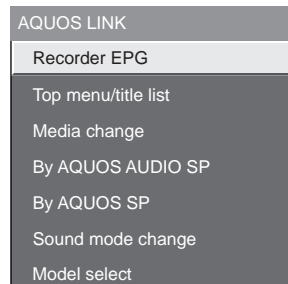 AQUOS LINK
Recorder EPG
Top menu/title list
Media change
By AQUOS AUDIO SP
By AQUOS SP
Sound mode change
Model select